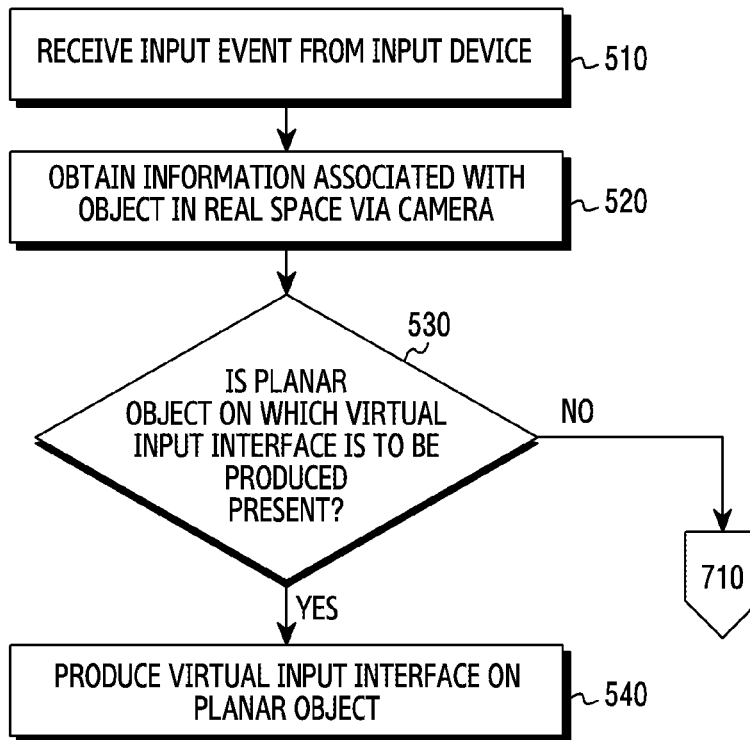 RECEIVE INPUT EVENT FROM INPUT DEVICE
510
OBTAIN INFORMATION ASSOCIATED WITH
OBJECT IN REAL SPACE VIA CAMERA
520
530
IS PLANAR
OBJECT ON WHICH VIRTUAL
INPUT INTERFACE IS TO BE
PRODUCED
PRESENT?
NO
710
YES
PRODUCE VIRTUAL INPUT INTERFACE ON
PLANAR OBJECT
540